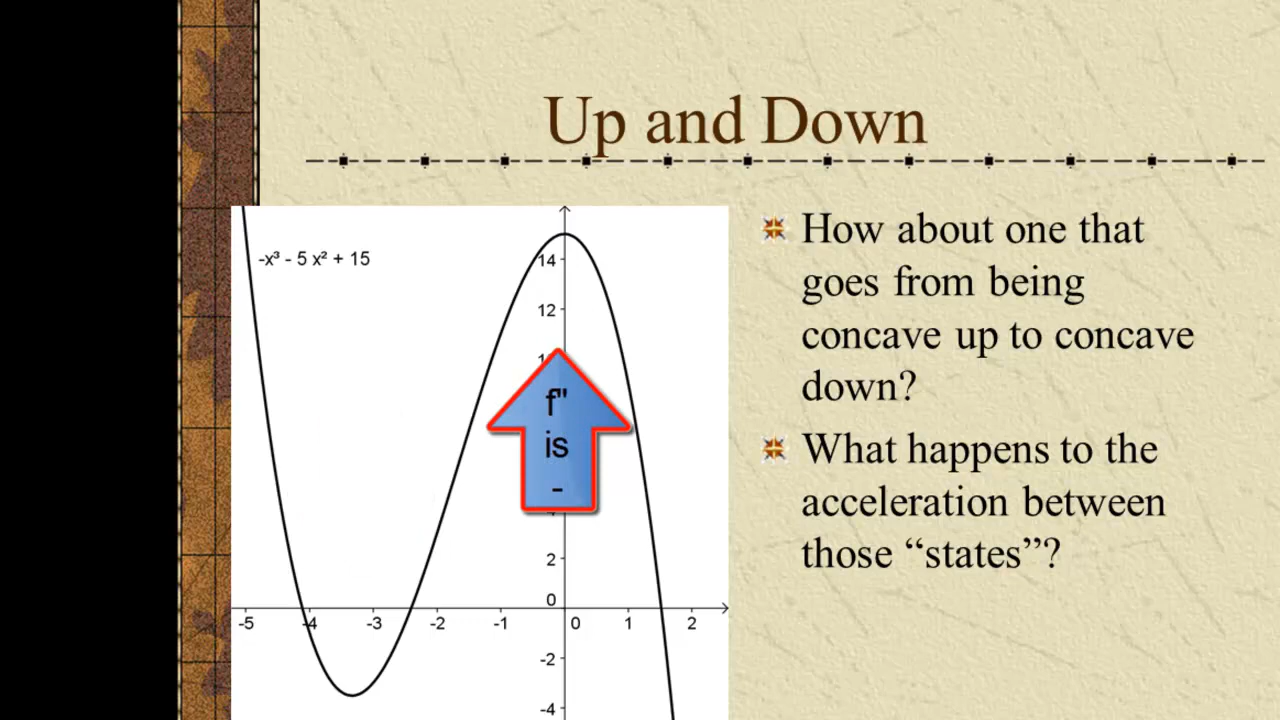 Up and Down
-x³ - 5 x² + 15
14
12
f"
is
-
2
0
-5 -4 -3 -2 -1 0 1 2
-2
-4
How about one that
goes from being
concave up to concave
down?
What happens to the
acceleration between
those “states”?